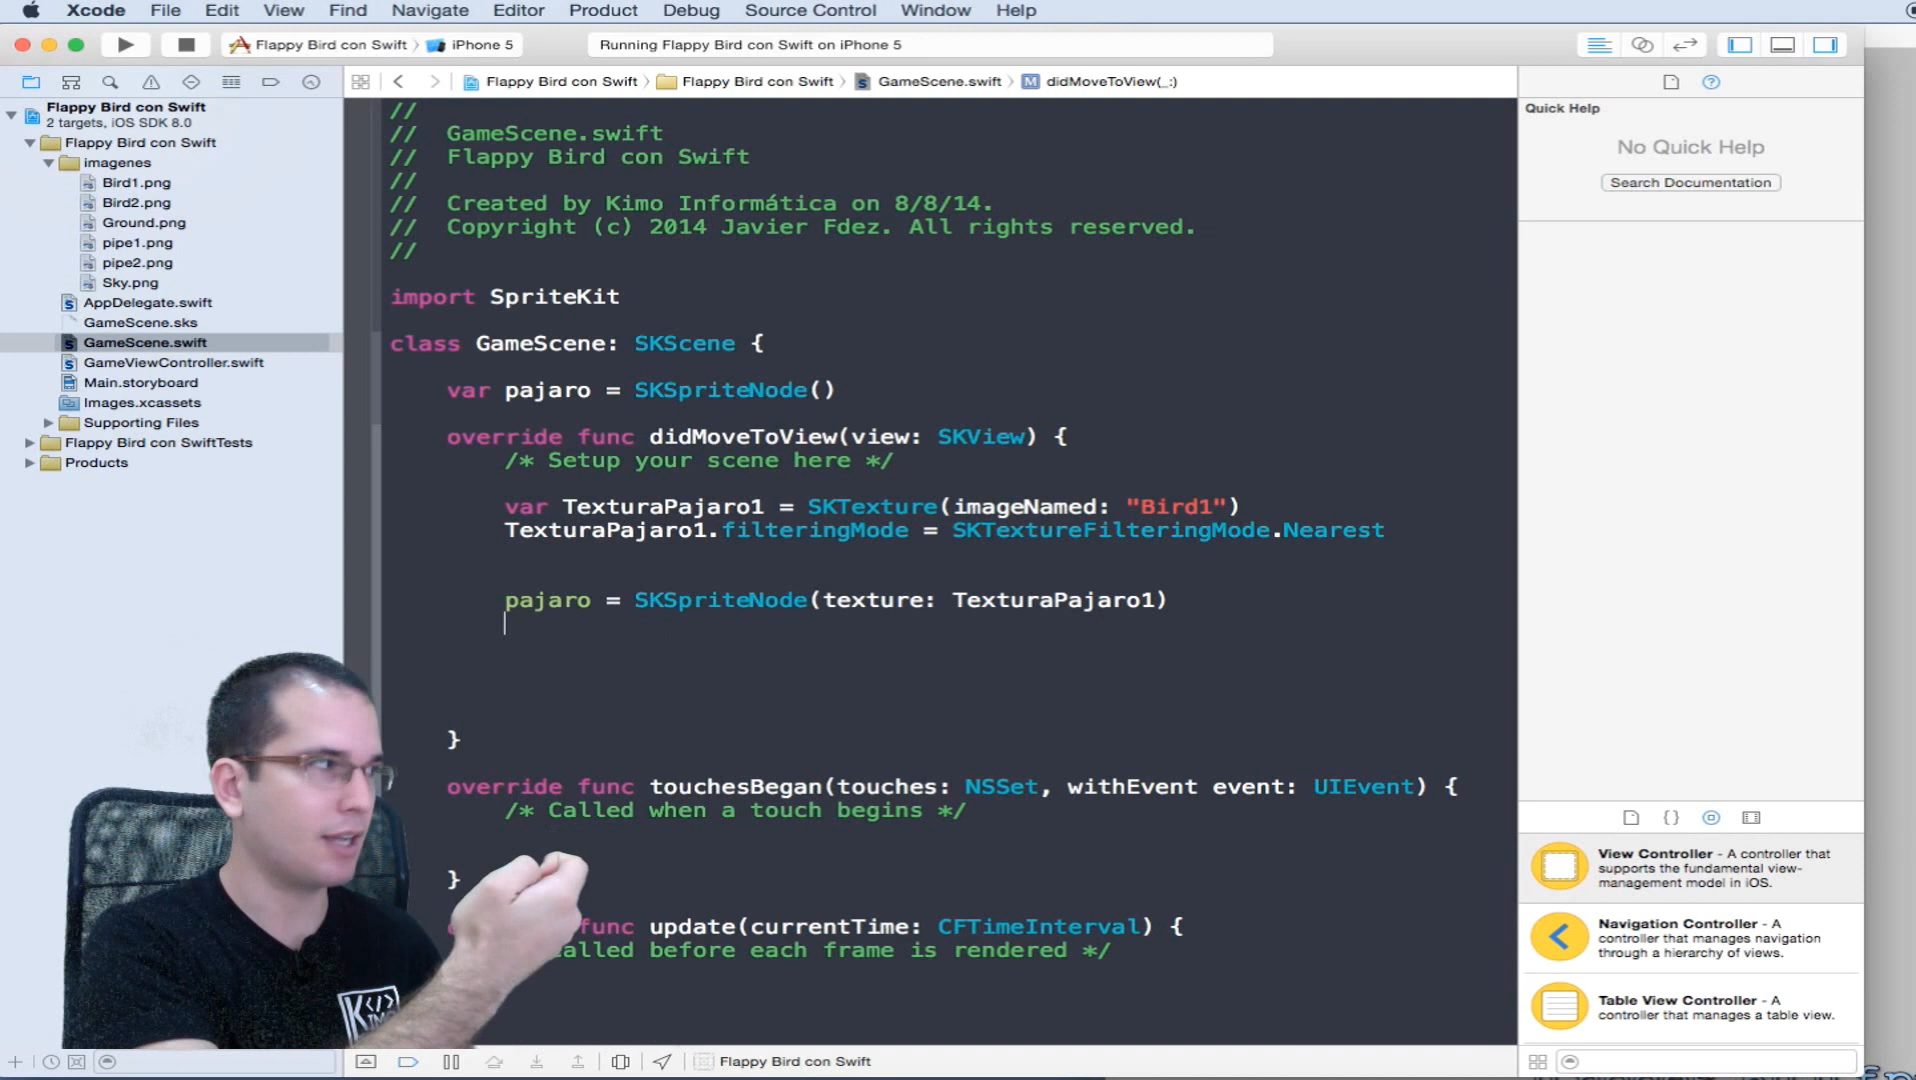 Xcode File Edit View Find Navigate Editor Product Debug Source Control Window Help
Flappy Bird con Swift iPhone 5 Running Flappy Bird con Swift on iPhone 5
Flappy Bird con Swift Flappy Bird con Swift GameScene.swift M didMoveToView(_:)
Flappy Bird con Swift
2 targets, iOS SDK 8.0
Flappy Bird con Swift
imagenes
Bird1.png
Bird2.png
Ground.png
pipe1.png
pipe2.png
Sky.png
AppDelegate.swift
GameScene.sks
GameScene.swift
GameViewController.swift
Main.storyboard
Images.xcassets
Supporting Files
Flappy Bird con SwiftTests
Products
//
// GameScene.swift
// Flappy Bird con Swift
//
// Created by Kimo Informática on 8/8/14.
// Copyright (c) 2014 Javier Fdez. All rights reserved.
//
import SpriteKit
class GameScene: SKScene {
var pajaro = SKSpriteNode()
override func didMoveToView(view: SKView) {
/* Setup your scene here */
var TexturaPajaro1 = SKTexture(imageNamed: "Bird1")
TexturaPajaro1.filteringMode = SKTextureFilteringMode.Nearest
pajaro = SKSpriteNode(texture: TexturaPajaro1)
}
override func touchesBegan(touches: NSSet, withEvent event: UIEvent) {
/* Called when a touch begins */
}
func update(currentTime: CFTimeInterval) {
alled before each frame is rendered */
Quick Help
No Quick Help
Search Documentation
View Controller - A controller that
supports the fundamental view-
management model in iOS.
Navigation Controller - A
controller that manages navigation
through a hierarchy of views.
Table View Controller - A
controller that manages a table view.
Flappy Bird con Swift